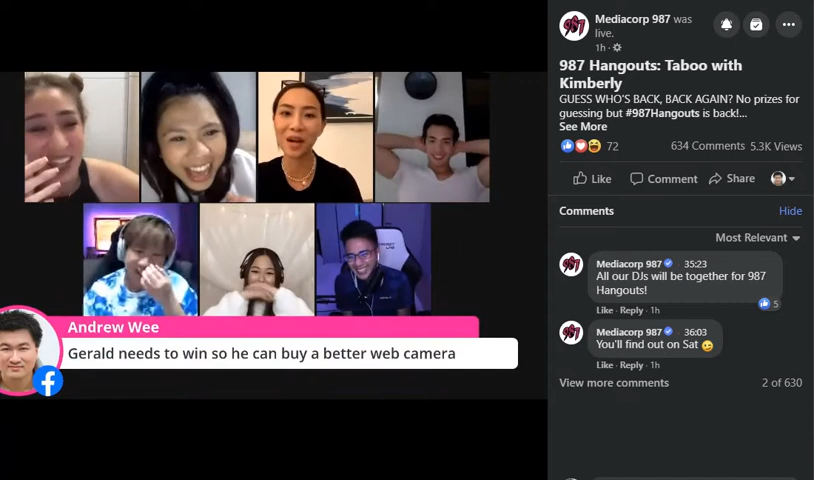 Mediacorp 987 was
live.
1h
987 Hangouts: Taboo with
Kimberly
GUESS WHO'S BACK, BACK AGAIN? No prizes for
guessing but #987Hangouts is back!...
See More
72
634 Comments 5.3K Views
Like Comment Share
Comments Hide
Most Relevant
Mediacorp 987 35:23
All our DJs will be together for 987
Hangouts!
5
Like · Reply · 1h
Mediacorp 987 36:03
You'll find out on Sat
Like · Reply · 1h
View more comments 2 of 630
Andrew Wee
Gerald needs to win so he can buy a better web camera